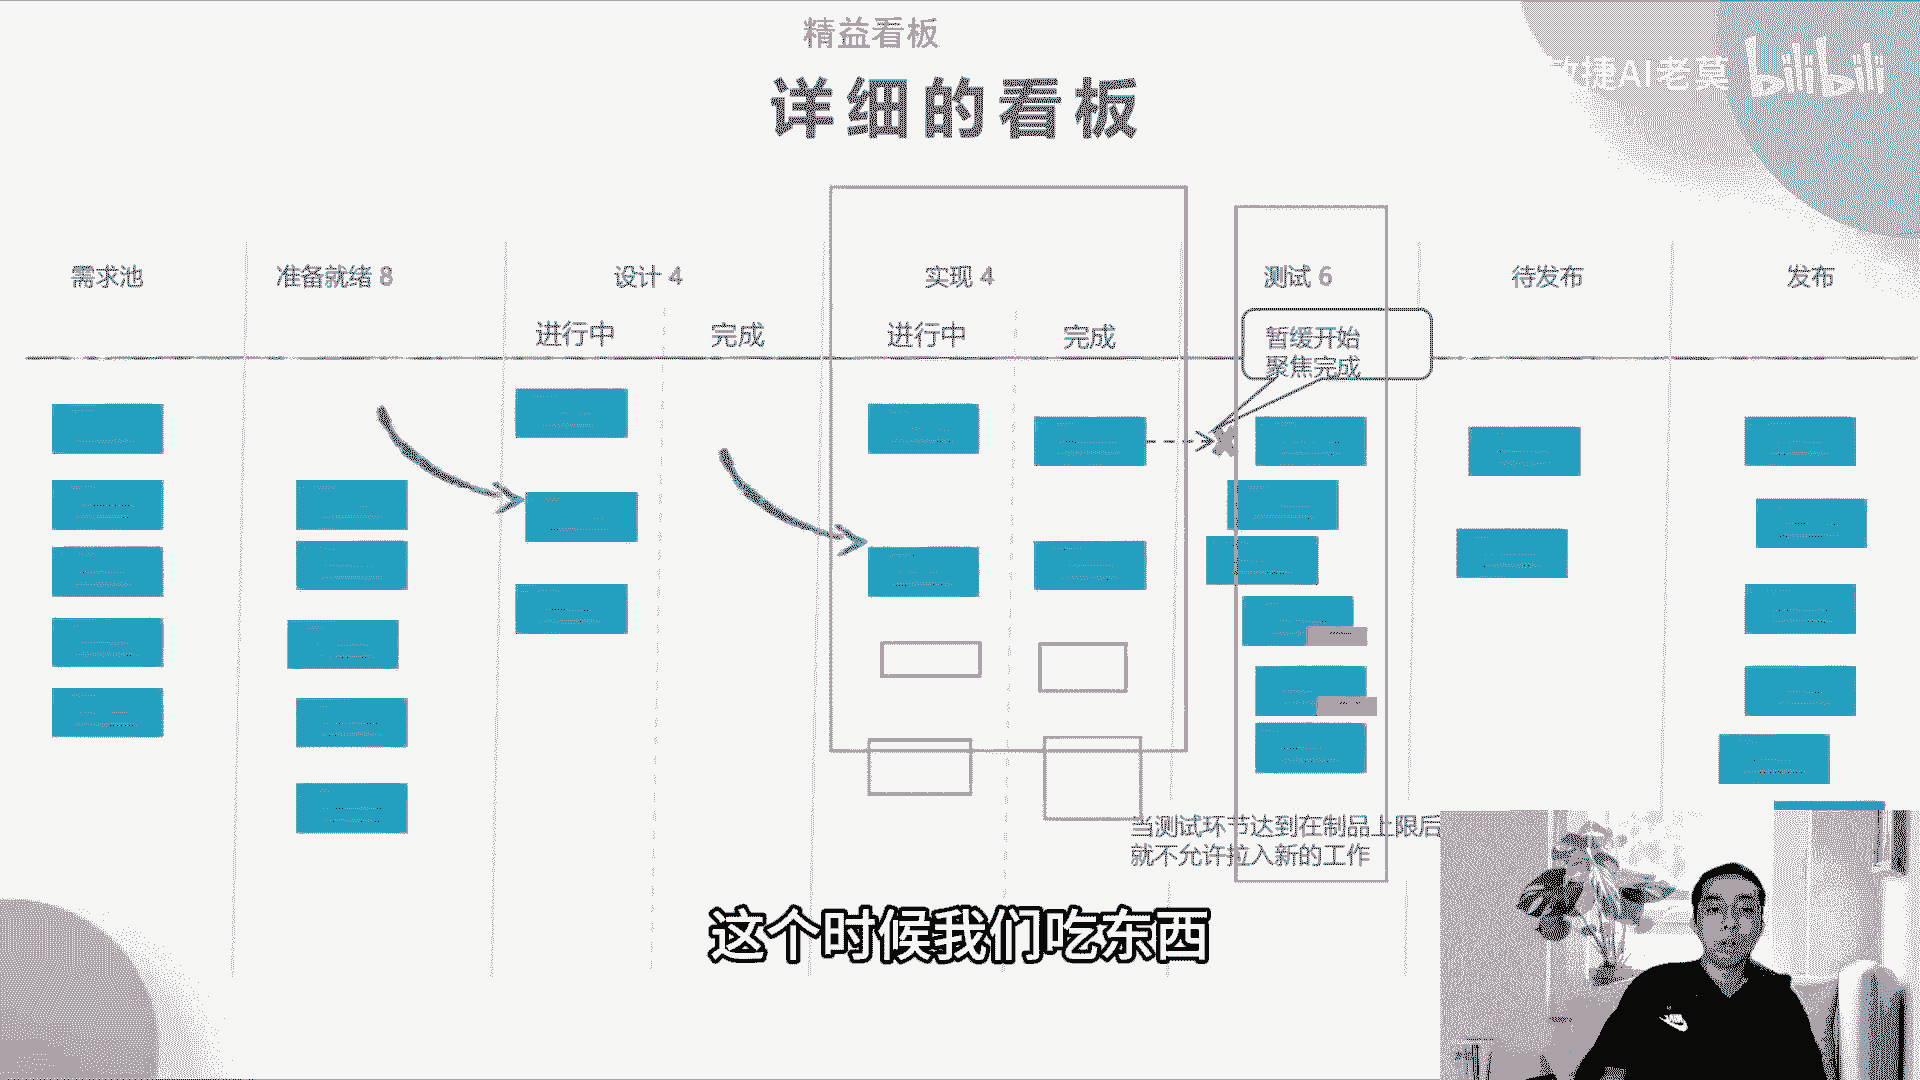 精益看板
详细的看板
敏捷AI老莫 bilibili
需求池
准备就绪 8
设计 4
实现 4
测试 6
待发布
发布
进行中
完成
进行中
完成
暂缓开始
聚焦完成
当测试环节达到在制品上限后
就不允许拉入新的工作
这个时候我们吃东西